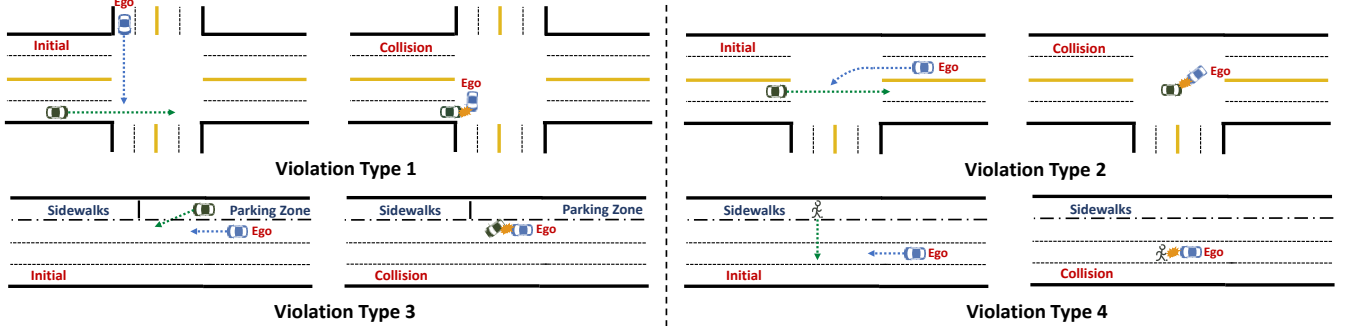 Ego
Initial
Collision
Ego
Violation Type 1
Initial
Ego
Collision
Ego
Violation Type 2
Sidewalks
Parking Zone
Ego
Initial
Sidewalks
Parking Zone
Ego
Collision
Violation Type 3
Sidewalks
Ego
Initial
Sidewalks
Ego
Collision
Violation Type 4